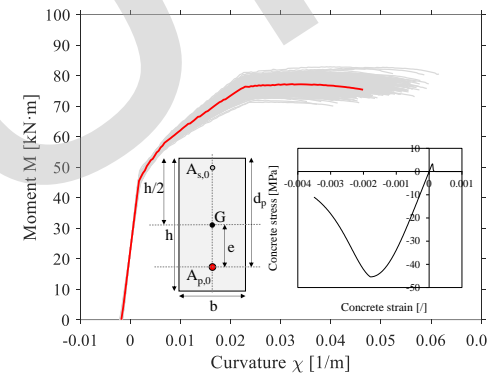 100
90
80
70
60
50
40
30
20
10
0
Moment M [kN·m]
-0.01 0 0.01 0.02 0.03 0.04 0.05 0.06 0.
Curvature χ [1/m]
A_s,0
h/2
d_p
G
h
e
A_p,0
b
10
0
-10
-20
-30
-40
-50
-0.004 -0.003 -0.002 -0.001 0 0.001
Concrete stress [MPa]
Concrete strain [/]